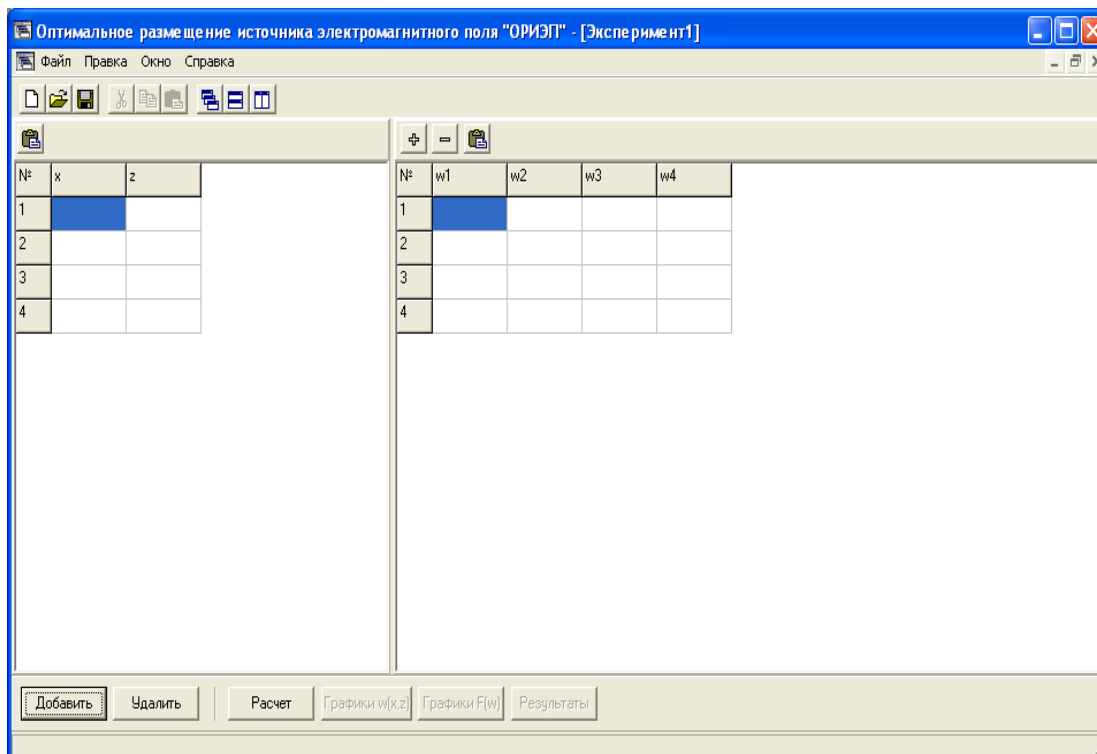 Оптимальное размещение источника электромагнитного поля "ОРИЭП" - [Эксперимент1]
Файл Правка Окно Справка
№ x z
1
2
3
4
№ w1 w2 w3 w4
1
2
3
4
Добавить Удалить Расчет Графики w(x,z) Графики F(w) Результаты